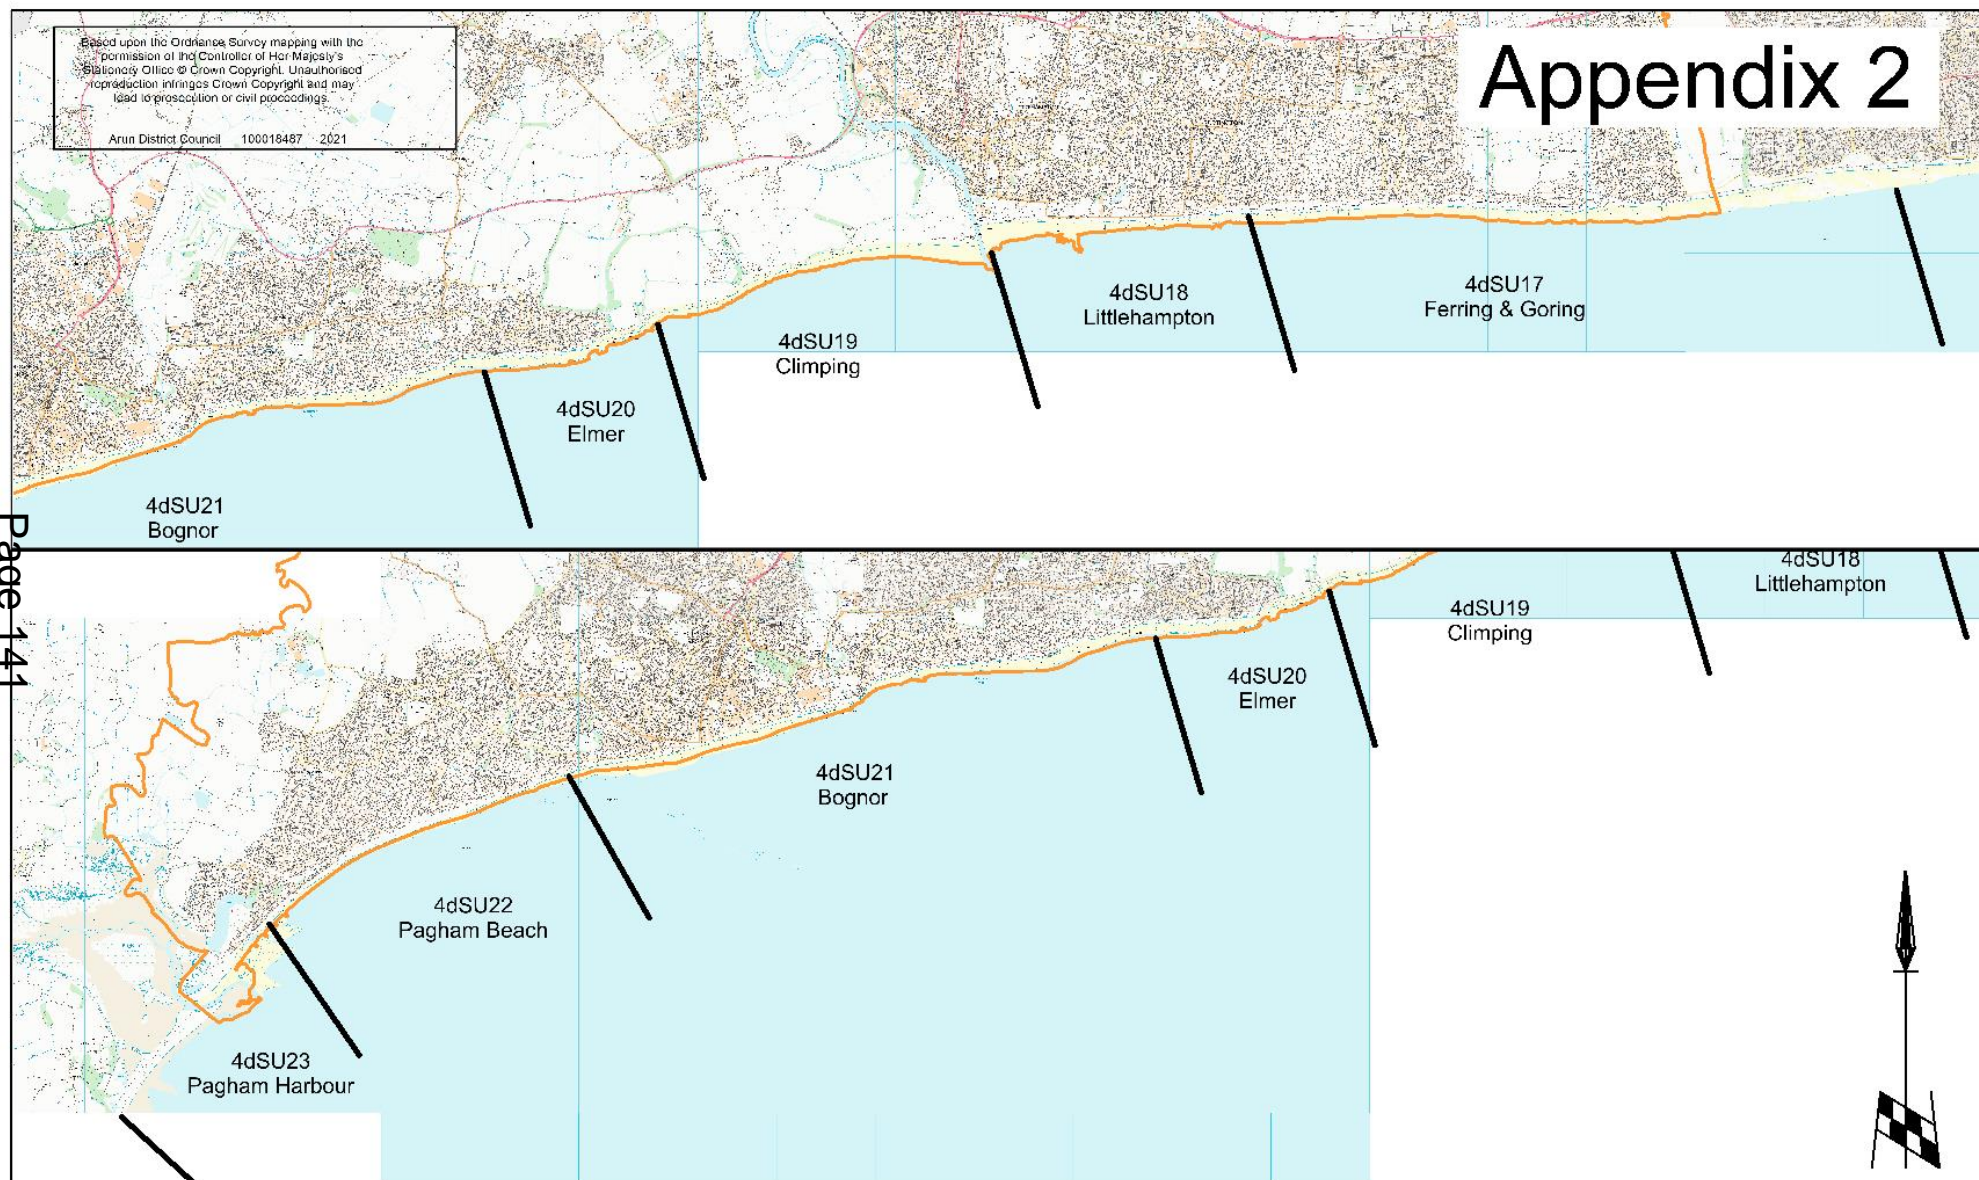 Based upon the Ordnance Survey mapping with the
permission of the Controller of Her Majesty's
Stationery Office © Crown Copyright. Unauthorised
reproduction infringes Crown Copyright and may
lead to prosecution or civil proceedings.
Arun District Council 100018487 2021
Appendix 2
4dSU17
Ferring & Goring
4dSU18
Littlehampton
4dSU19
Climping
4dSU20
Elmer
4dSU21
Bognor
Page 141
4dSU18
Littlehampton
4dSU19
Climping
4dSU20
Elmer
4dSU21
Bognor
4dSU22
Pagham Beach
4dSU23
Pagham Harbour